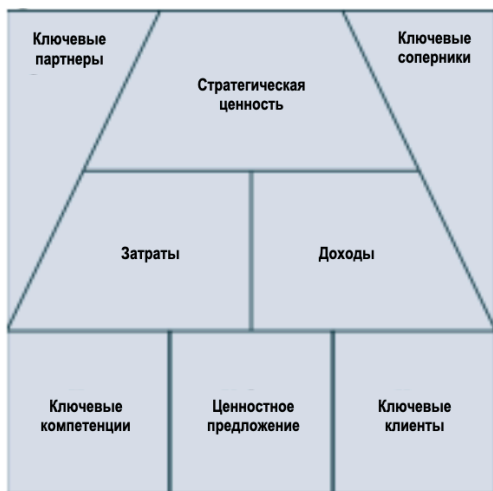 Ключевые
партнеры
Ключевые
соперники
Стратегическая
ценность
Затраты
Доходы
Ключевые
компетенции
Ценностное
предложение
Ключевые
клиенты